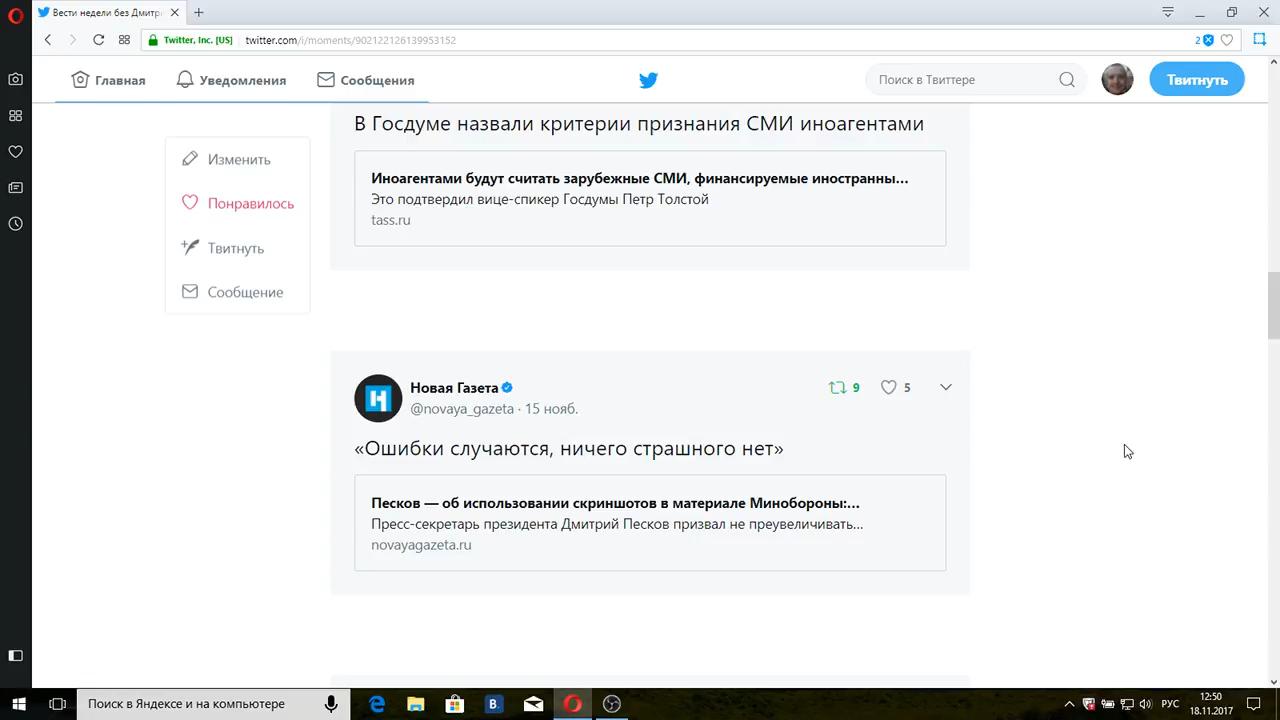 Вести недели без Дмитр
Twitter, Inc. [US]
twitter.com/i/moments/902122126139953152
2
Главная
Уведомления
Сообщения
Поиск в Твиттере
Твитнуть
В Госдуме назвали критерии признания СМИ иноагентами
Иноагентами будут считать зарубежные СМИ, финансируемые иностранны...
Это подтвердил вице-спикер Госдумы Петр Толстой
tass.ru
Изменить
Понравилось
Твитнуть
Сообщение
Новая Газета
@novaya_gazeta · 15 нояб.
9
5
«Ошибки случаются, ничего страшного нет»
Песков — об использовании скриншотов в материале Минобороны:...
Пресс-секретарь президента Дмитрий Песков призвал не преувеличивать...
novayagazeta.ru
Поиск в Яндексе и на компьютере
РУС
12:50
18.11.2017